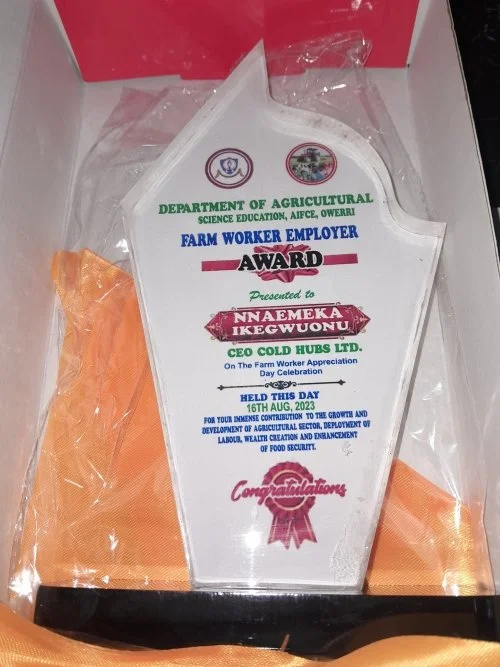 DEPARTMENT OF AGRICULTURAL
SCIENCE EDUCATION, AIFCE, OWERRI
FARM WORKER EMPLOYER
AWARD
Presented to
NNAEMEKA
IKEGWUONU
CEO COLD HUBS LTD.
On The Farm Worker Appreciation
Day Celebration
HELD THIS DAY
16TH AUG, 2023
FOR YOUR IMMENSE CONTRIBUTION TO THE GROWTH AND
DEVELOPMENT OF AGRICULTURAL SECTOR, DEPLOYMENT OF
LABOUR, WEALTH CREATION AND ENHANCEMENT
OF FOOD SECURITY.
Congratulations